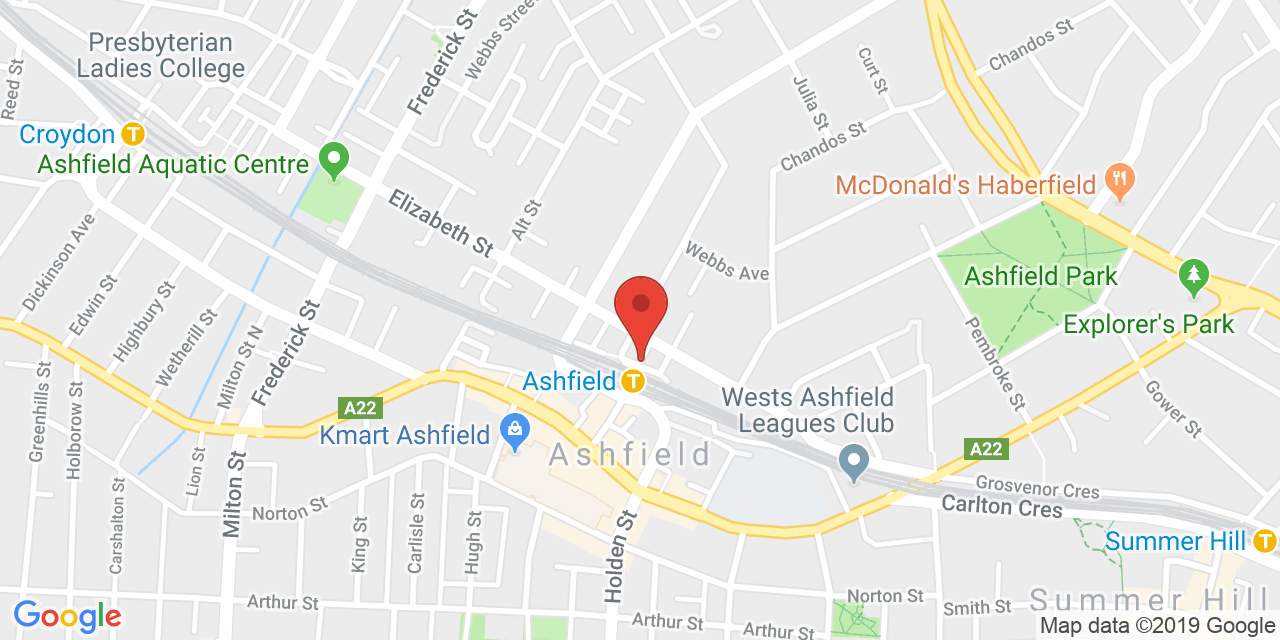 Presbyterian
Ladies College
Reed St
Frederick St
Webbs Street
Chandos St
Curt St
Julia St
Croydon
T
Ashfield Aquatic Centre
Chandos St
McDonald's Haberfield
Elizabeth St
Alt St
Webbs Ave
Dickinson Ave
Edwin St
Highbury St
Wetherill St
Milton St N
Frederick St
Ashfield Park
Explorer's Park
Pembroke St
Gower St
Ashfield
T
Wests Ashfield
Leagues Club
Greenhills St
Holborow St
A22
Kmart Ashfield
Ashfield
A22
Lion St
Milton St
Norton St
Carshalton St
King St
Carlisle St
Hugh St
Holden St
Grosvenor Cres
Carlton Cres
Summer Hill
T
Arthur St
Arthur St
Arthur St
Norton St
Smith St
Summer Hill
Google
Map data ©2019 Google